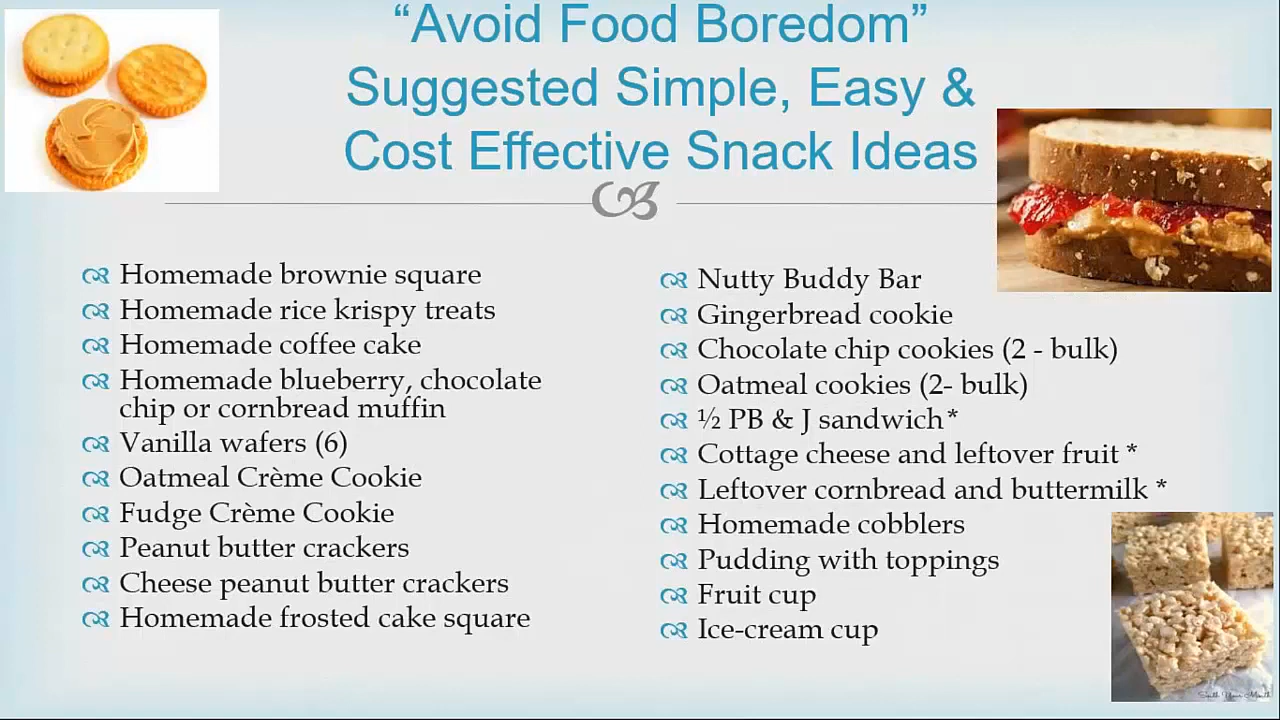 “Avoid Food Boredom”
Suggested Simple, Easy &
Cost Effective Snack Ideas
Homemade brownie square
Homemade rice krispy treats
Homemade coffee cake
Homemade blueberry, chocolate
chip or cornbread muffin
Vanilla wafers (6)
Oatmeal Crème Cookie
Fudge Crème Cookie
Peanut butter crackers
Cheese peanut butter crackers
Homemade frosted cake square
Nutty Buddy Bar
Gingerbread cookie
Chocolate chip cookies (2 - bulk)
Oatmeal cookies (2- bulk)
½ PB & J sandwich*
Cottage cheese and leftover fruit *
Leftover cornbread and buttermilk *
Homemade cobblers
Pudding with toppings
Fruit cup
Ice-cream cup
South Your Mouth